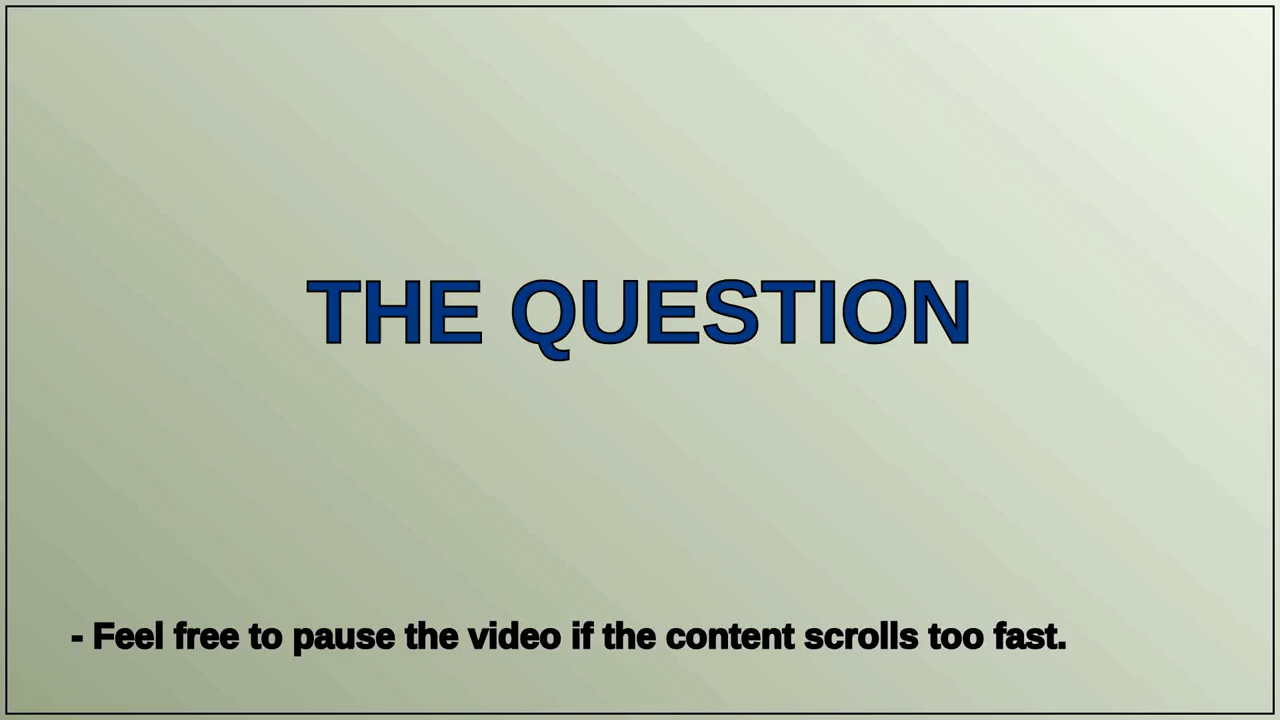 THE QUESTION
- Feel free to pause the video if the content scrolls too fast.